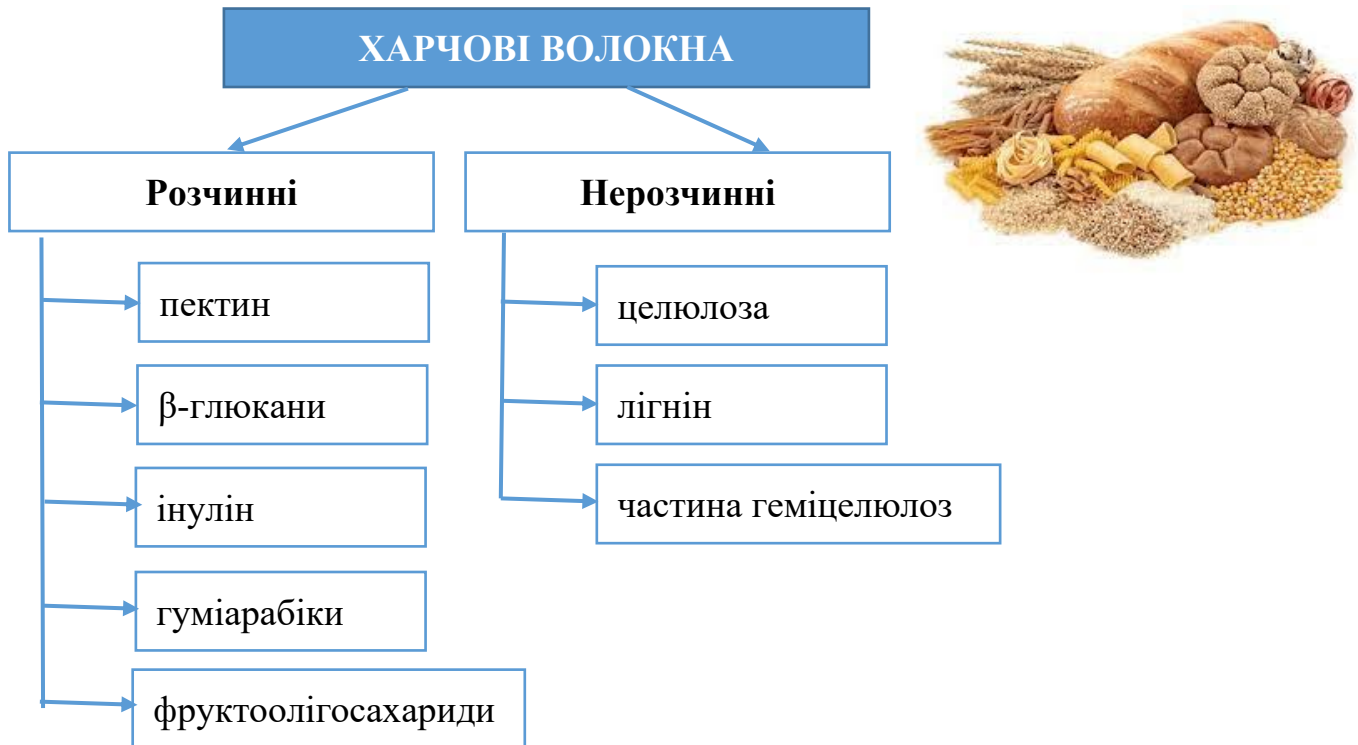 ХАРЧОВІ ВОЛОКНА
Розчинні
пектин
β-глюкани
інулін
гуміарабіки
фруктоолігосахариди
Нерозчинні
целюлоза
лігнін
частина геміцелюлоз